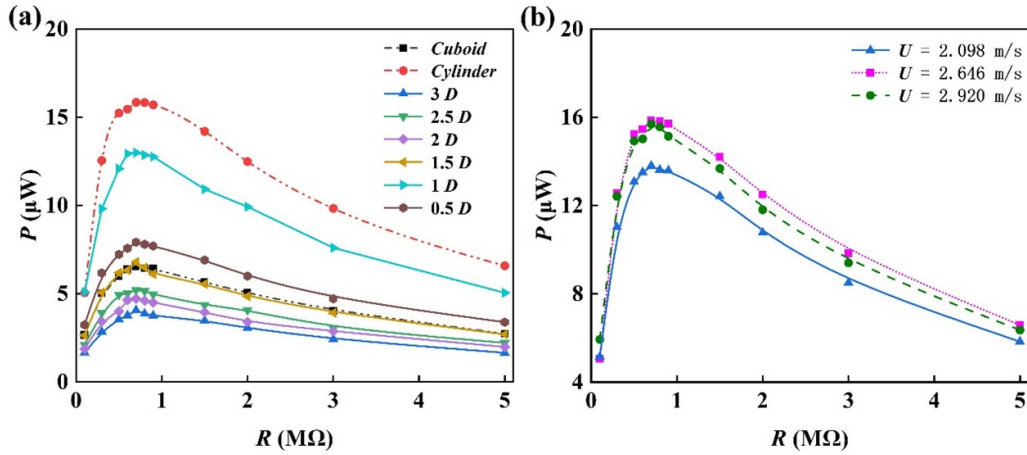 (a)
20
15
10
5
0
P (μW)
0 1 2 3 4 5
R (MΩ)
Cuboid
Cylinder
3 D
2.5 D
2 D
1.5 D
1 D
0.5 D
(b)
20
16
12
8
4
P (μW)
0 1 2 3 4 5
R (MΩ)
U = 2.098 m/s
U = 2.646 m/s
U = 2.920 m/s